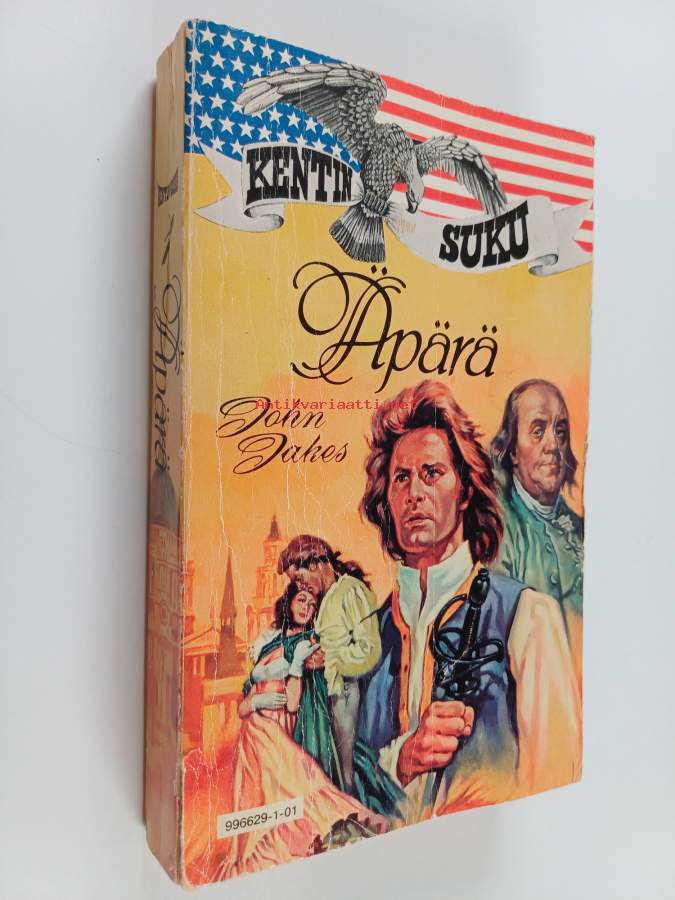 KENTIN
SUKU
Äpärä
John
Jakes
Antikvariaatti.net
996629-1-01
Äpärä